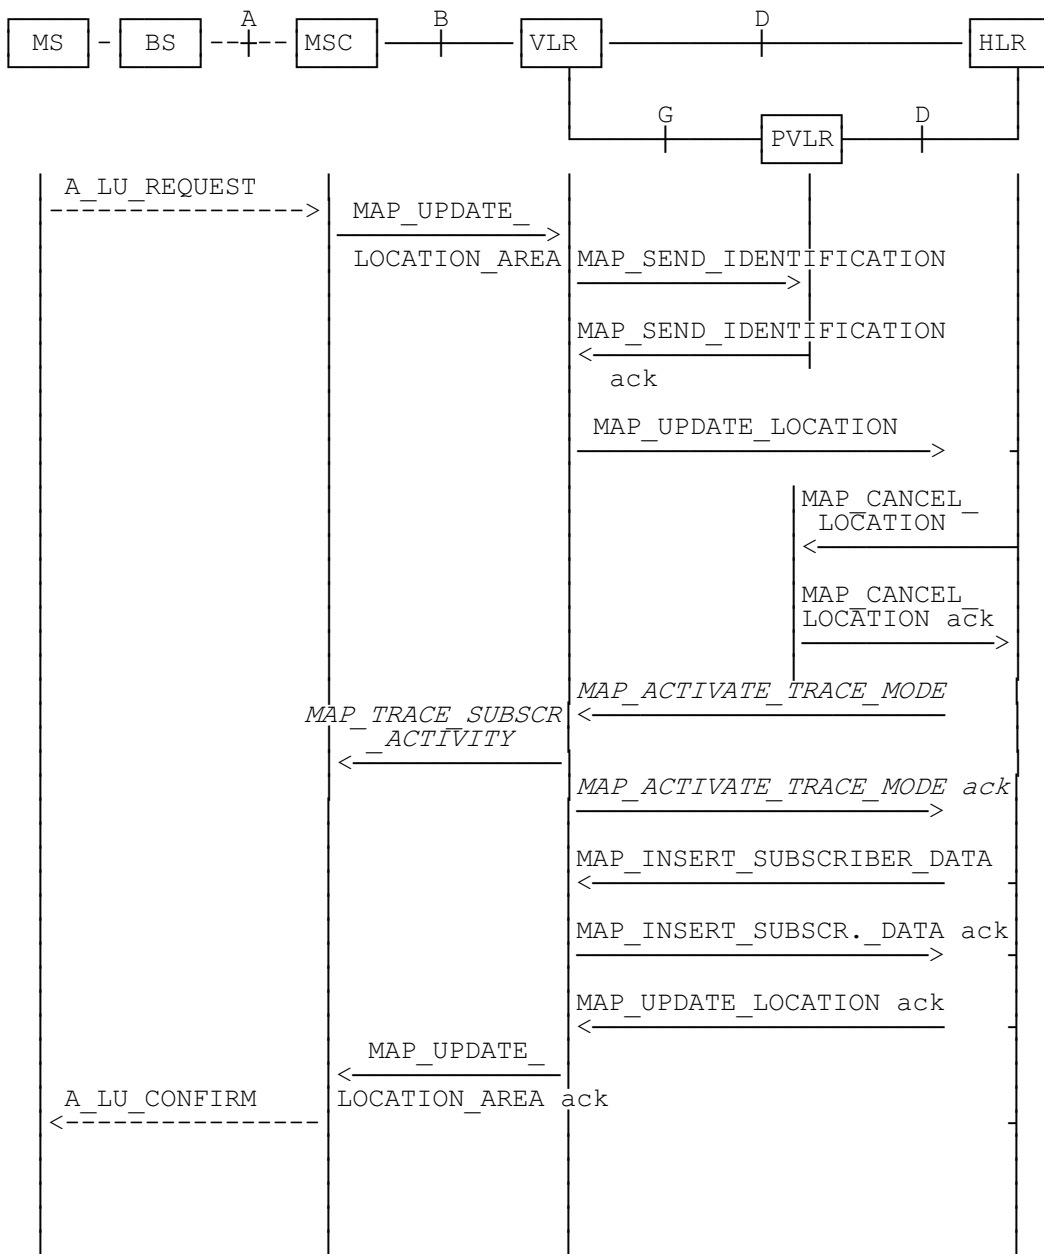 A B D
MS BS MSC VLR HLR
G D
PVLR
A_LU_REQUEST
MAP_UPDATE_
LOCATION_AREA MAP_SEND_IDENTIFICATION
MAP_SEND_IDENTIFICATION
ack
MAP_UPDATE_LOCATION
MAP_CANCEL_
LOCATION
MAP_CANCEL_
LOCATION ack
MAP_ACTIVATE_TRACE_MODE
MAP_TRACE_SUBSCR
_ACTIVITY
MAP_ACTIVATE_TRACE_MODE ack
MAP_INSERT_SUBSCRIBER_DATA
MAP_INSERT_SUBSCR._DATA ack
MAP_UPDATE_LOCATION ack
MAP_UPDATE_
A_LU_CONFIRM LOCATION_AREA ack